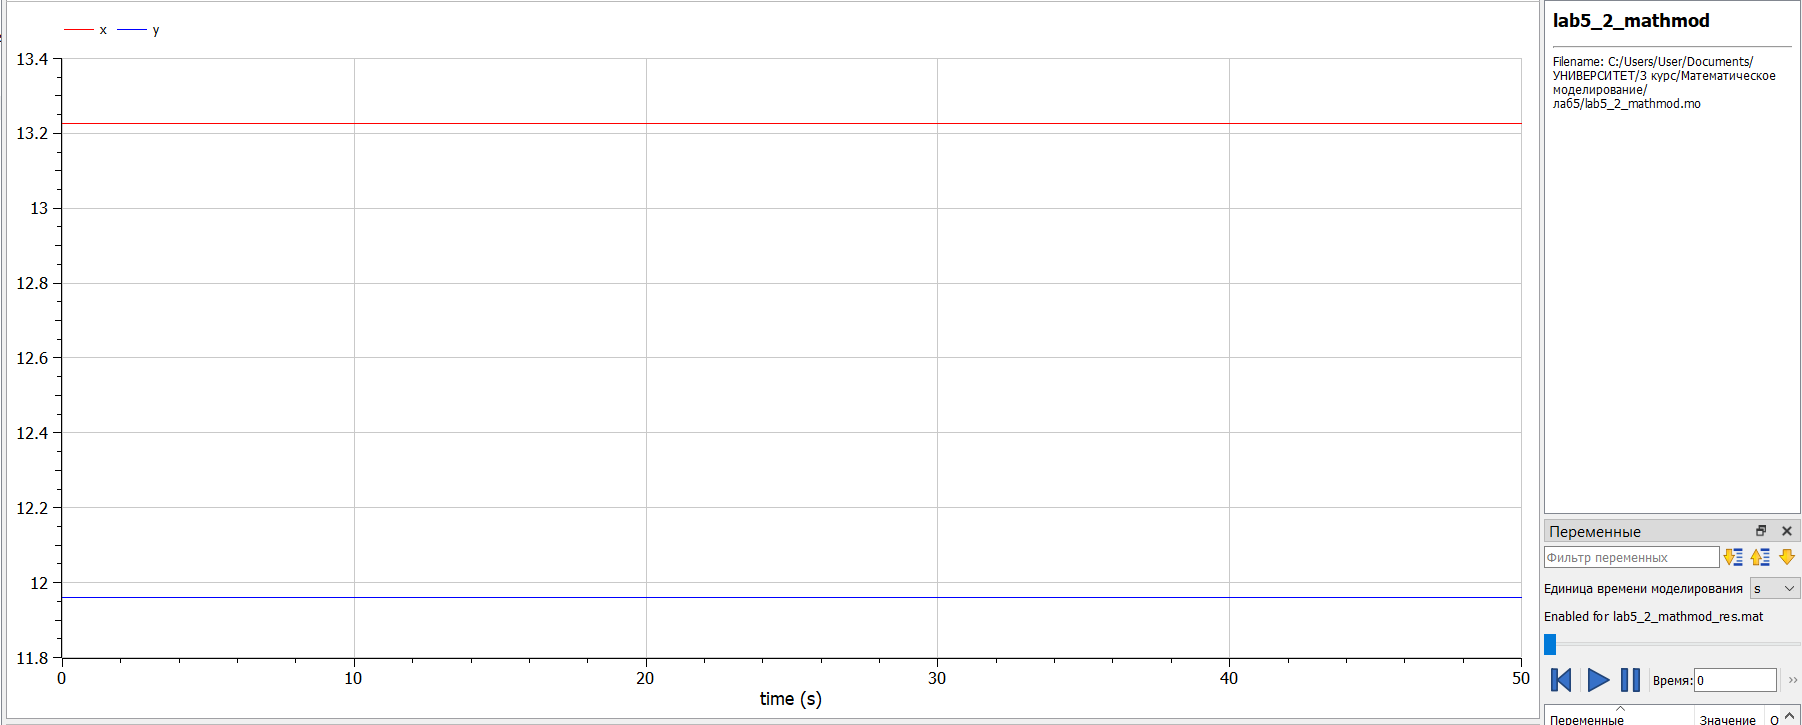 x y
13.4
13.2
13
12.8
12.6
12.4
12.2
12
11.8
0 10 20 30 40 50
time (s)
lab5_2_mathmod
Filename: C:/Users/User/Documents/
УНИВЕРСИТЕТ/3 курс/Математическое
моделирование/
лаб5/lab5_2_mathmod.mo
Переменные
Фильтр переменных
Единица времени моделирования s
Enabled for lab5_2_mathmod_res.mat
Время: 0
Переменные Значение О